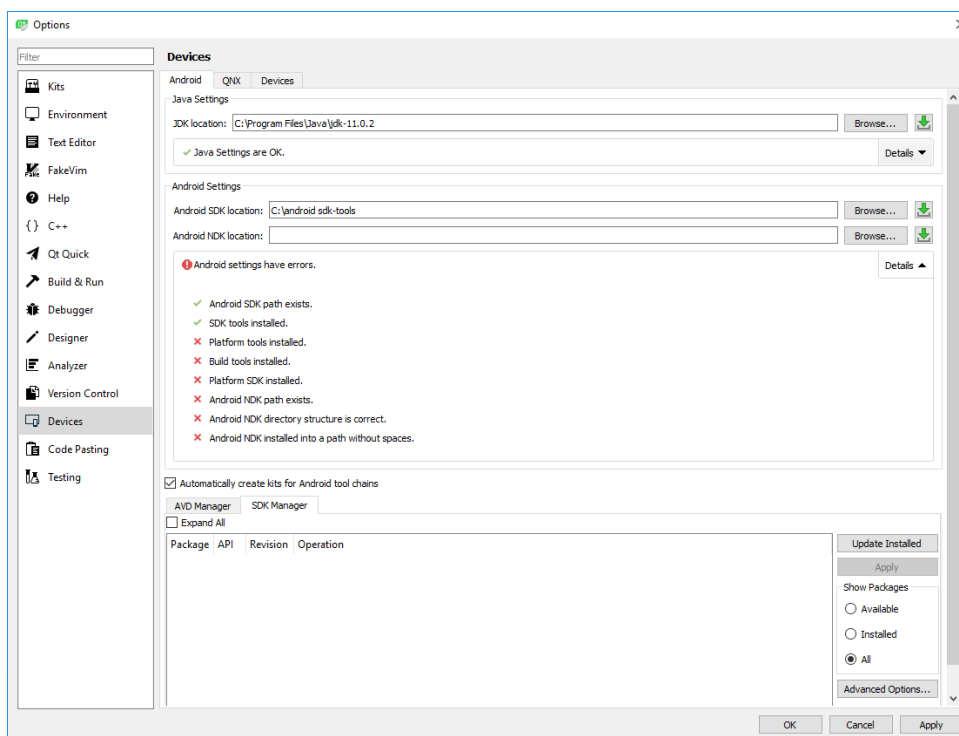 Options
Filter
Kits
Environment
Text Editor
FakeVim
Help
{ } C++
Qt Quick
Build & Run
Debugger
Designer
Analyzer
Version Control
Devices
Code Pasting
Testing
Devices
Android QNX Devices
Java Settings
JDK location: C:\Program Files\Java\jdk-11.0.2 Browse...
Java Settings are OK. Details
Android Settings
Android SDK location: C:\android sdk-tools Browse...
Android NDK location: Browse...
Android settings have errors. Details
Android SDK path exists.
SDK tools installed.
Platform tools installed.
Build tools installed.
Platform SDK installed.
Android NDK path exists.
Android NDK directory structure is correct.
Android NDK installed into a path without spaces.
Automatically create kits for Android tool chains
AVD Manager SDK Manager
Expand All
Package API Revision Operation
Update Installed
Apply
Show Packages
Available
Installed
All
Advanced Options...
OK Cancel Apply